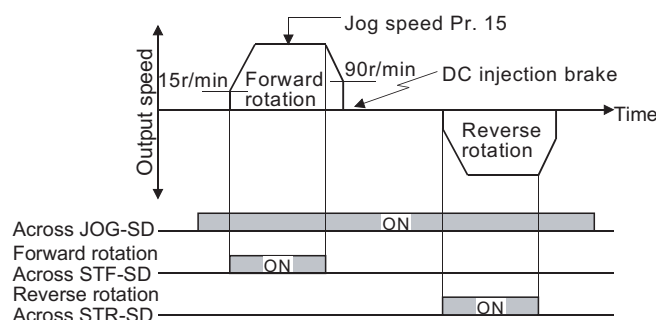 Jog speed Pr. 15
90r/min
DC injection brake
15r/min
Forward
rotation
Output speed
Time
Reverse
rotation
Across JOG-SD
ON
Forward rotation
Across STF-SD
ON
Reverse rotation
Across STR-SD
ON